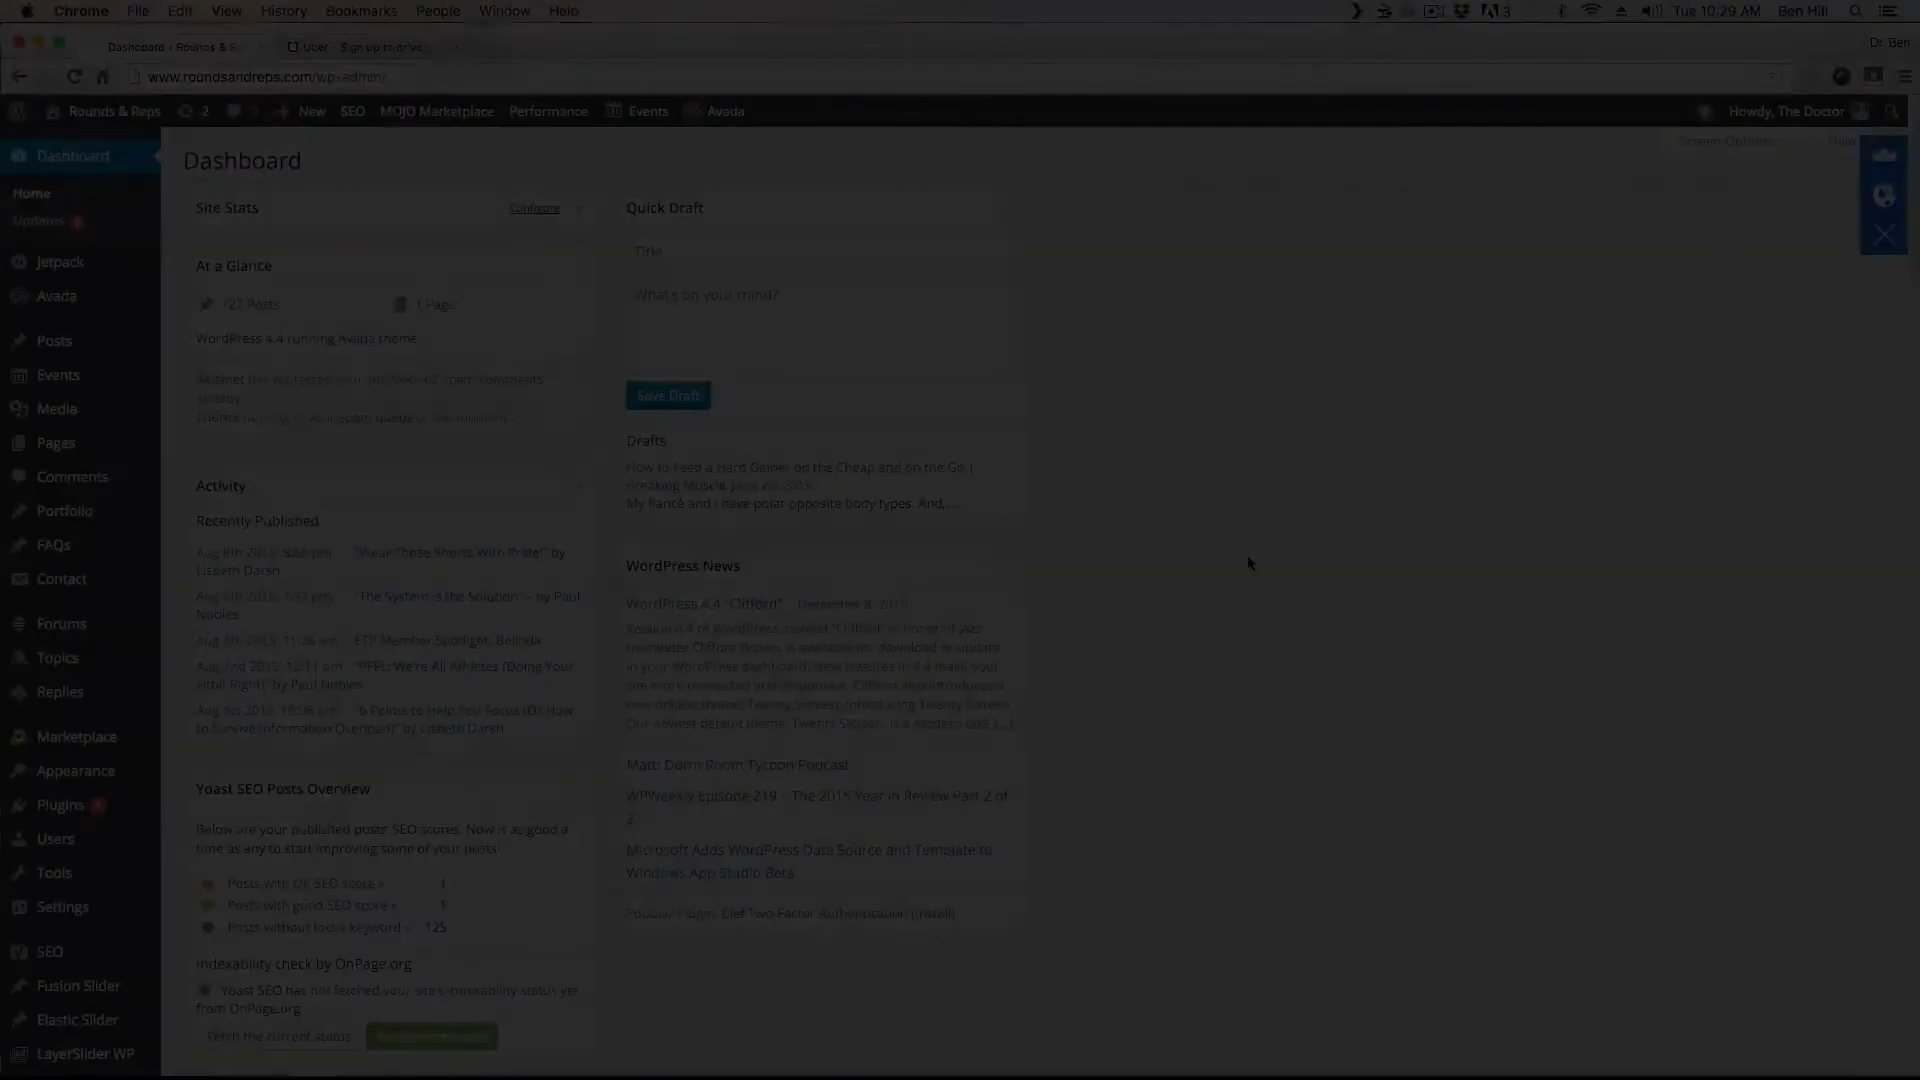 Chrome File Edit View History Bookmarks People Window Help 3 Tue 10:29 AM Ben Hill
Dashboard ‹ Rounds & R Uber - Sign up to drive Dr. Ben
www.roundsandreps.com/wp-admin/
Rounds & Reps 2 New SEO MOJO Marketplace Performance Events Avada Howdy, The Doctor
Screen Options Help
Dashboard
Home
Updates
Jetpack
Avada
Posts
Events
Media
Pages
Comments
Portfolio
FAQs
Contact
Forums
Topics
Replies
Marketplace
Appearance
Plugins
Users
Tools
Settings
SEO
Fusion Slider
Elastic Slider
LayerSlider WP
Dashboard
Site Stats Configure
At a Glance
127 Posts 1 Page
WordPress 4.4 running Avada theme
Akismet has protected your site from 12 spam comments
already.
There's nothing in your spam queue at the moment.
Activity
Recently Published
Aug 6th 2015, pm "Wear Those Shorts With Pride!" by
Lisbeth Darsh
2015, pm "The System is the Solution" – by Paul
Nobles
Aug 4th 2015, 11:26 am ETP Member Spotlight: Belinda
Aug 2nd 2015, 12:11 pm "PFFL: We're All Athletes (Doing Your
Fitbit Right)" by Paul Nobles
Aug 1st 2015, pm "6 Points to Help You Focus (Or How
to Survive Information Overload)" by Lisbeth Darsh
Yoast SEO Posts Overview
Below are your published posts' SEO scores. Now is as good a
time as any to start improving some of your posts!
Posts with OK SEO score 1
Posts with good SEO score 1
Posts without focus keyword 125
Indexability check by OnPage.org
Yoast SEO has not fetched your site's indexability status yet
from OnPage.org
Fetch the current status
Quick Draft
Title
What's on your mind?
Save Draft
Drafts
How to Feed a Hard Gainer on the Cheap and on the Go |
Breaking Muscle June 2015
My fiancé and I have polar opposite body types. And,…
WordPress News
WordPress 4.4 "Clifford" December 8, 2015
Version 4.4 of WordPress, named "Clifford" in honor of jazz
trumpeter Clifford Brown, is available for download or update
in your WordPress dashboard. New features in 4.4 make your
site more connected and responsive. Clifford also introduces a
new default theme, Twenty Sixteen. Introducing Twenty Sixteen
Our newest default theme, Twenty Sixteen, is a modern take […]
Matt: Dorm Room Tycoon Podcast
WPWeekly Episode 219 – The 2015 Year in Review Part 2 of
2
Microsoft Adds WordPress Data Source and Template to
Windows App Studio Beta
Popular Plugin: Clef Two-Factor Authentication (Install)